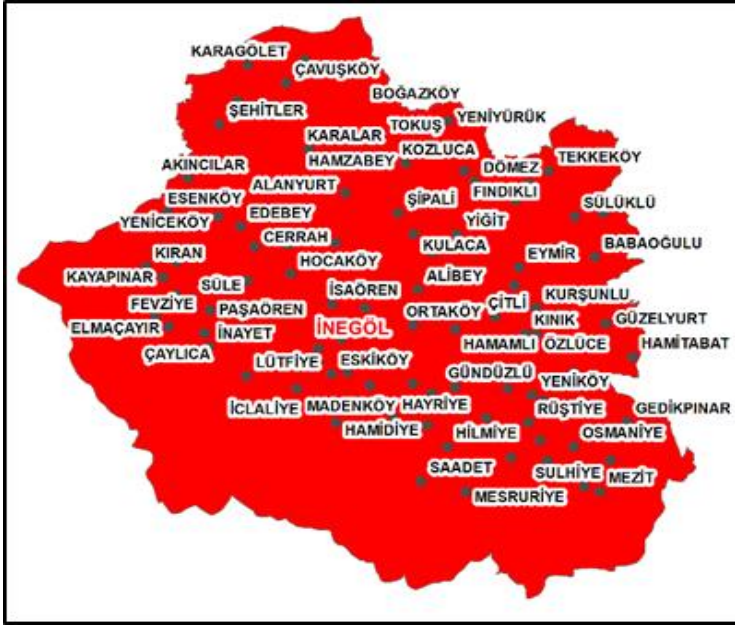 KARAGÖLET
ÇAVUŞKÖY
BOĞAZKÖY
ŞEHİTLER
TOKUŞ
YENİYÜRÜK
KARALAR
KOZLUCA
HAMZABEY
DÖMEZ
TEKKEKÖY
AKINCILAR
ALANYURT
FINDIKLI
ESENKÖY
ŞİPALİ
SÜLÜKLÜ
YENİCEKÖY
EDEBEY
YİĞİT
CERRAH
KULACA
BABAOĞULU
KIRAN
HOCAKÖY
EYMİR
KAYAPINAR
SÜLE
ALİBEY
İSAÖREN
FEVZİYE
PAŞAÖREN
ORTAKÖY
ÇİTLİ
KURŞUNLU
ELMAÇAYIR
İNAYET
İNEGÖL
KINIK
GÜZELYURT
ÇAYLICA
HAMAMLI
ÖZLÜCE
HAMİTABAT
LÜTFİYE
ESKİKÖY
GÜNDÜZLÜ
YENİKÖY
İCLALİYE
MADENKÖY
HAYRİYE
RÜŞTİYE
GEDİKPINAR
HAMİDİYE
HİLMİYE
OSMANİYE
SAADET
SULHİYE
MEZİT
MESRURİYE